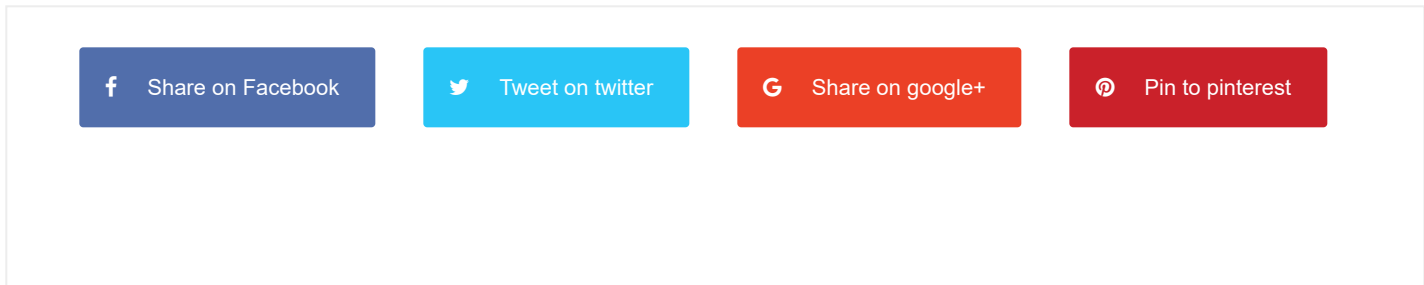 Share on Facebook
Tweet on twitter
Share on google+
Pin to pinterest